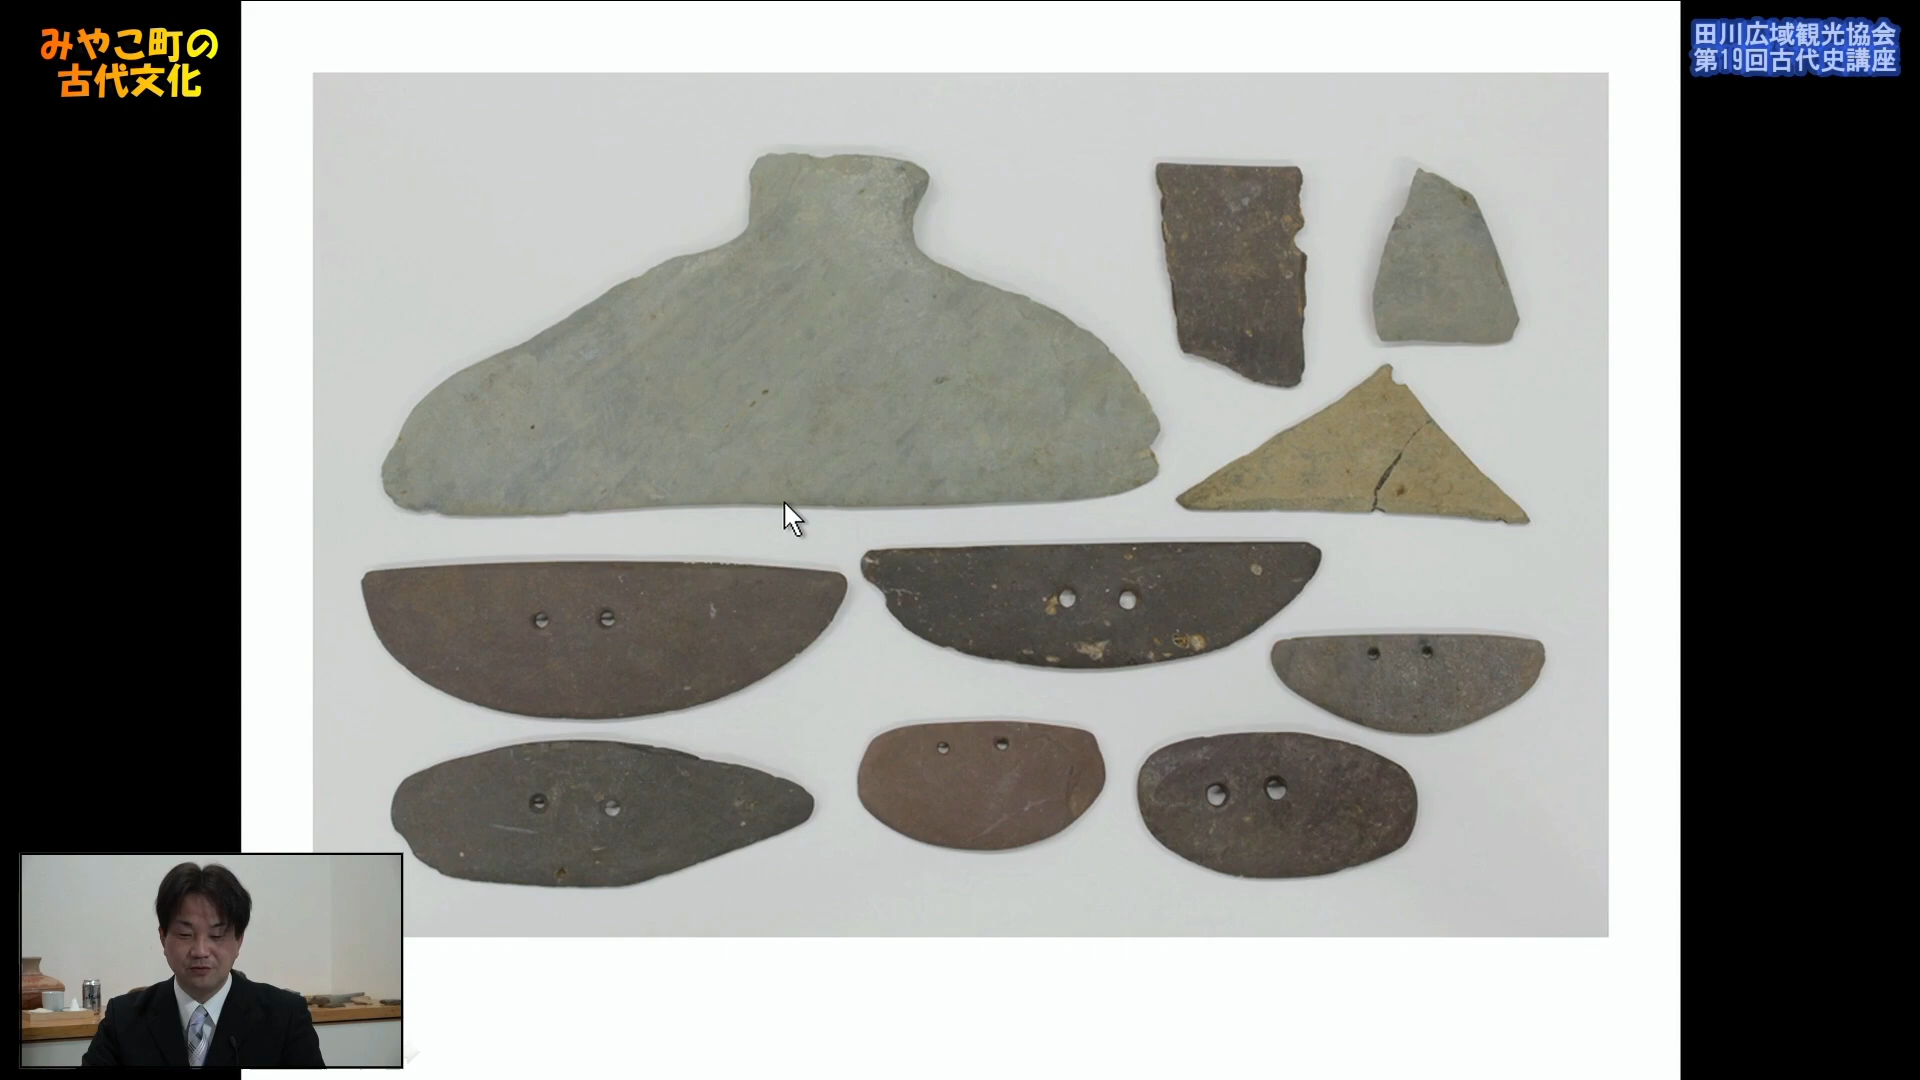 みやこ町の
古代文化
田川広域観光協会
第19回古代史講座